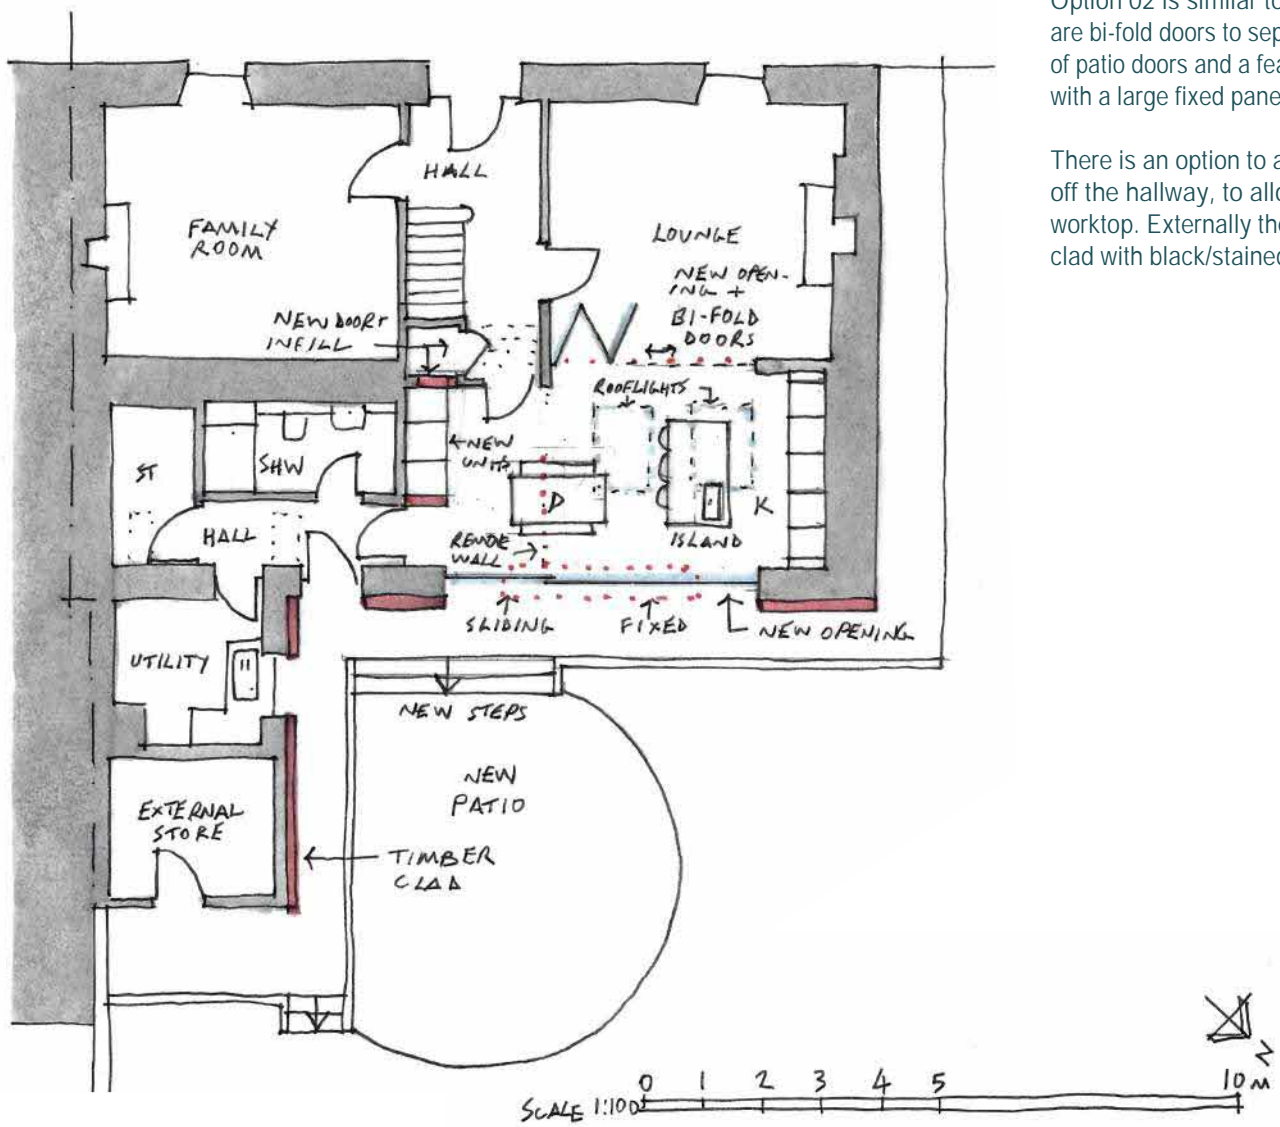 Option 02 is similar to
are bi-fold doors to sep
of patio doors and a fea
with a large fixed pane

There is an option to a
off the hallway, to allo
worktop. Externally the
clad with black/stained
HALL
FAMILY
ROOM
LOUNGE
NEW OPEN-
ING +
BI-FOLD
DOORS
NEW DOOR +
INFILL
ROOFLIGHTS
NEW
UNITS
ST
SHW
D
K
HALL
ISLAND
REMOVE
WALL
SLIDING
FIXED
NEW OPENING
UTILITY
NEW STEPS
NEW
PATIO
EXTERNAL
STORE
TIMBER
CLAD
N
0 1 2 3 4 5 10 M
SCALE 1:100